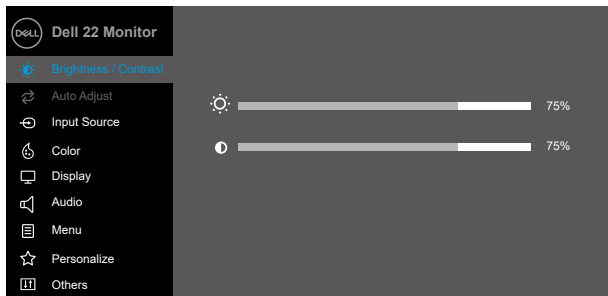 DELL Dell 22 Monitor
Brightness / Contrast
Auto Adjust
Input Source
Color
Display
Audio
Menu
Personalize
Others
75%
75%